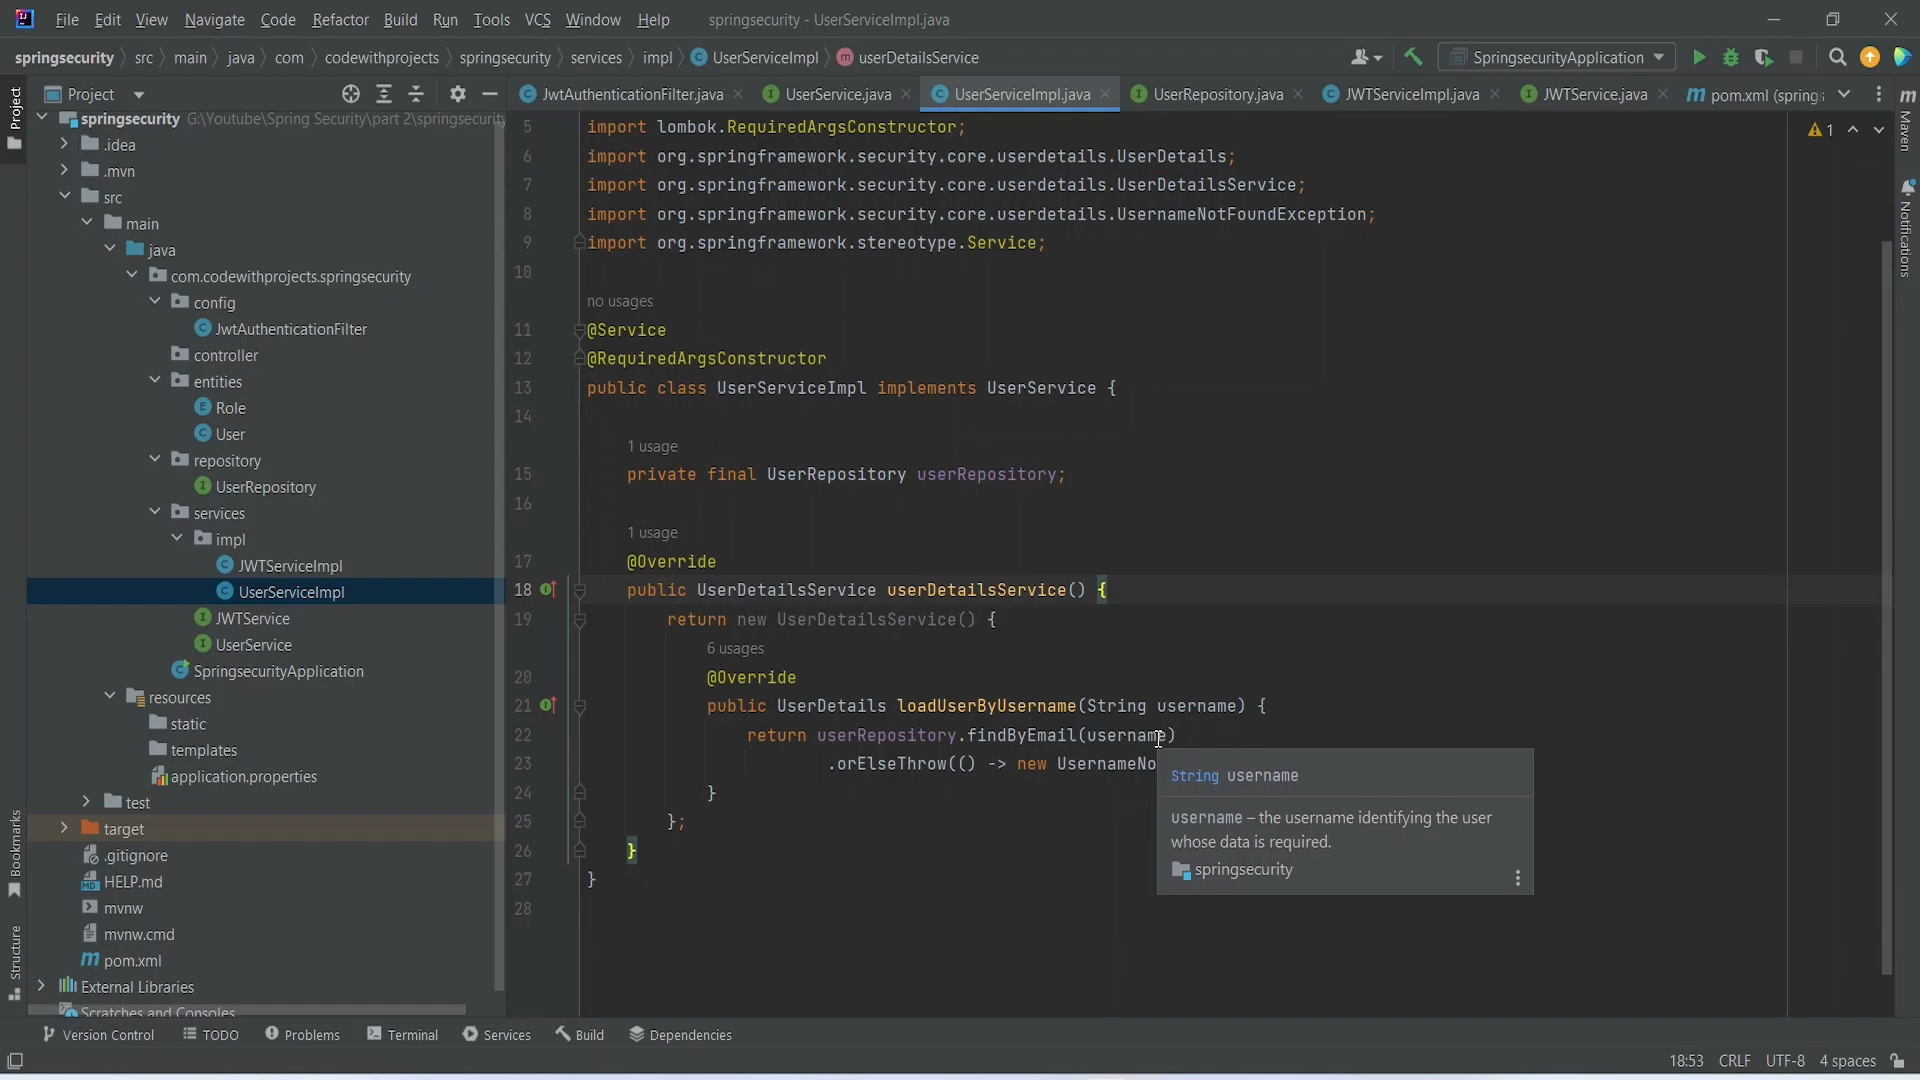 File Edit View Navigate Code Refactor Build Run Tools VCS Window Help springsecurity - UserServiceImpl.java
springsecurity src main java com codewithprojects springsecurity services impl UserServiceImpl userDetailsService SpringsecurityApplication
Project
JwtAuthenticationFilter.java UserService.java UserServiceImpl.java UserRepository.java JWTServiceImpl.java JWTService.java pom.xml (spring
Project
Maven
Notifications
Bookmarks
Structure
springsecurity G:\Youtube\Spring Security\part 2\springsecurity
.idea
.mvn
src
main
java
com.codewithprojects.springsecurity
config
JwtAuthenticationFilter
controller
entities
Role
User
repository
UserRepository
services
impl
JWTServiceImpl
UserServiceImpl
JWTService
UserService
SpringsecurityApplication
resources
static
templates
application.properties
test
target
.gitignore
HELP.md
mvnw
mvnw.cmd
pom.xml
External Libraries
Scratches and Consoles
1
5 import lombok.RequiredArgsConstructor;
6 import org.springframework.security.core.userdetails.UserDetails;
7 import org.springframework.security.core.userdetails.UserDetailsService;
8 import org.springframework.security.core.userdetails.UsernameNotFoundException;
9 import org.springframework.stereotype.Service;
10
no usages
11 @Service
12 @RequiredArgsConstructor
13 public class UserServiceImpl implements UserService {
14
1 usage
15 private final UserRepository userRepository;
16
1 usage
17 @Override
18 public UserDetailsService userDetailsService() {
19 return new UserDetailsService() {
6 usages
20 @Override
21 public UserDetails loadUserByUsername(String username) {
22 return userRepository.findByEmail(username)
23 .orElseThrow(() -> new UsernameNo
24 }
25 };
26 }
27 }
28
String username
username – the username identifying the user
whose data is required.
springsecurity
Version Control TODO Problems Terminal Services Build Dependencies
18:53 CRLF UTF-8 4 spaces